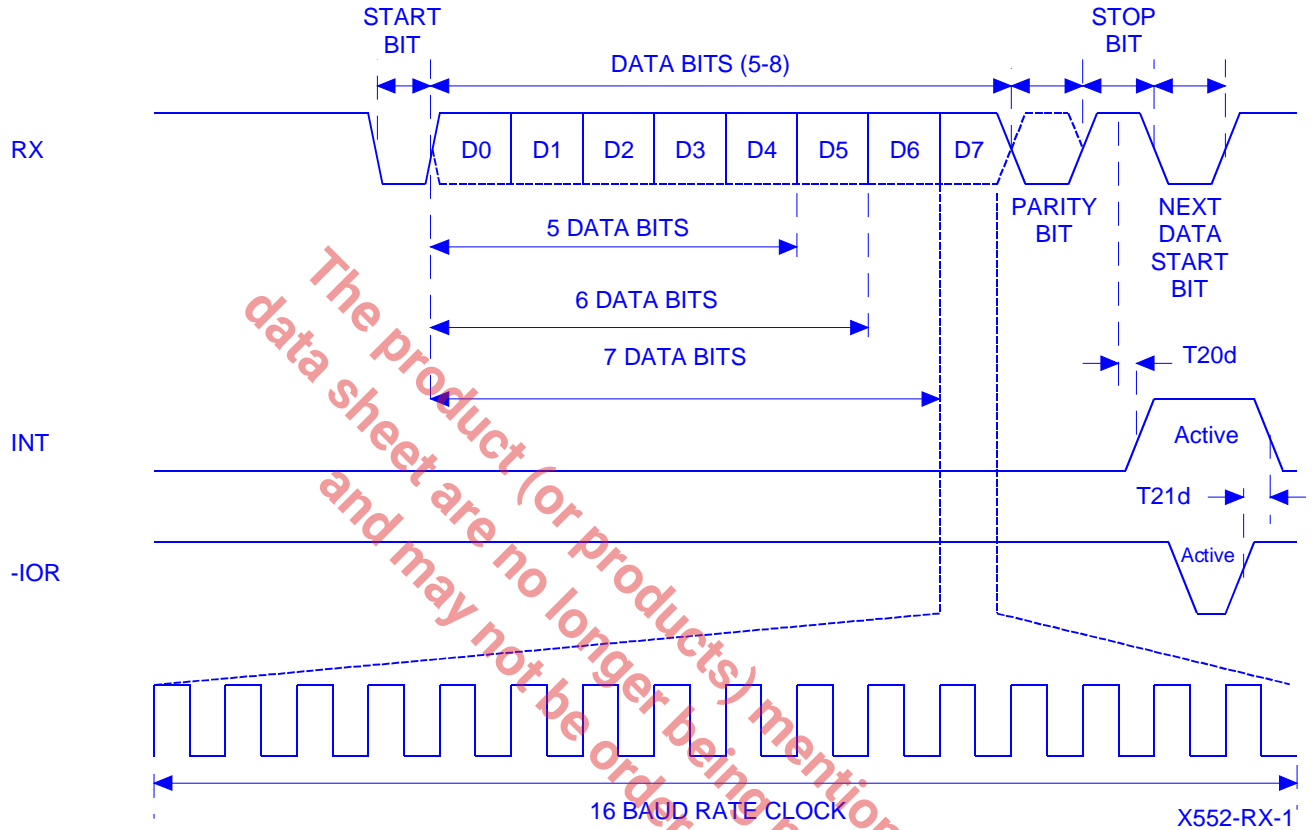 START
BIT
DATA BITS (5-8)
STOP
BIT
RX
D0 D1 D2 D3 D4 D5 D6 D7
PARITY
BIT
NEXT
DATA
START
BIT
5 DATA BITS
6 DATA BITS
7 DATA BITS
T20d
INT
Active
T21d
-IOR
Active
16 BAUD RATE CLOCK
X552-RX-1
The product (or products) mention
data sheet are no longer being
and may not be order